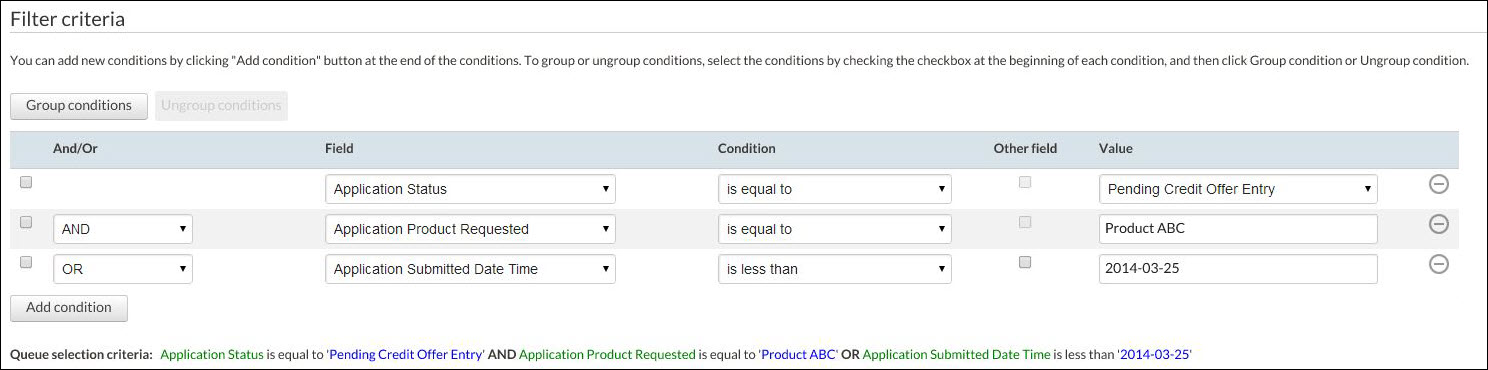 Filter criteria
You can add new conditions by clicking "Add condition" button at the end of the conditions. To group or ungroup conditions, select the conditions by checking the checkbox at the beginning of each condition, and then click Group condition or Ungroup condition.
Group conditions Ungroup conditions
And/Or Field Condition Other field Value
Application Status is equal to Pending Credit Offer Entry
AND Application Product Requested is equal to Product ABC
OR Application Submitted Date Time is less than 2014-03-25
Add condition
Queue selection criteria: Application Status is equal to 'Pending Credit Offer Entry' AND Application Product Requested is equal to 'Product ABC' OR Application Submitted Date Time is less than '2014-03-25'